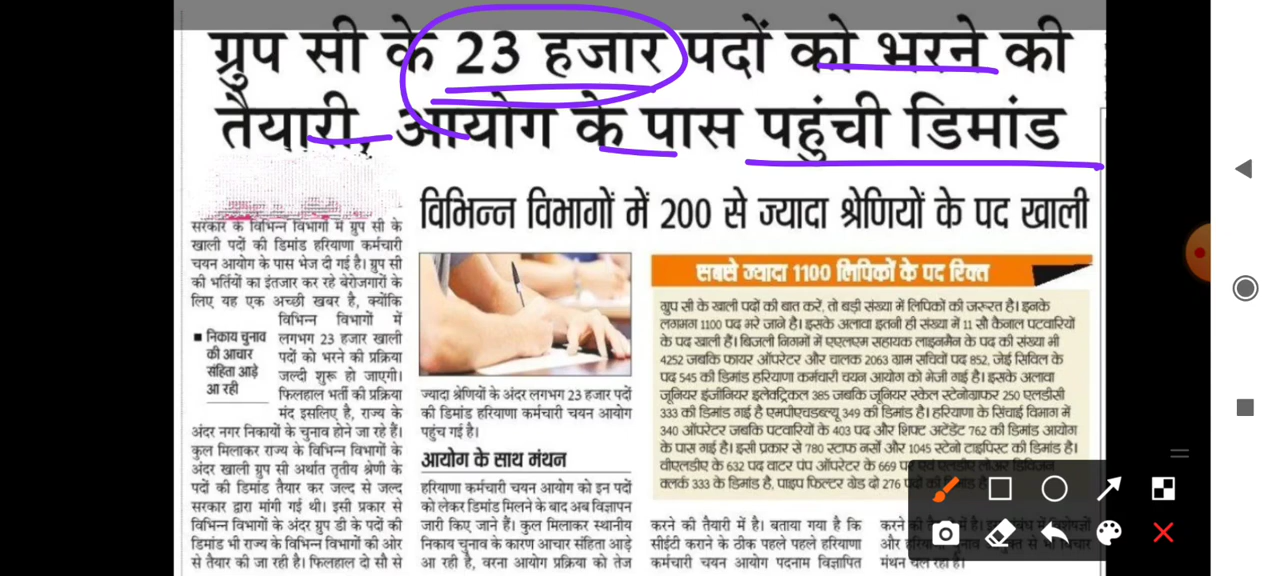 ग्रुप सी के 23 हजार पदों को भरने की
तैयारी, आयोग के पास पहुंची डिमांड
विभिन्न विभागों में 200 से ज्यादा श्रेणियों के पद खाली
सरकार के विभिन्न विभागों में ग्रुप सी के
खाली पदों की डिमांड हरियाणा कर्मचारी
चयन आयोग के पास भेज दी गई है। ग्रुप सी
की भर्तियों का इंतजार कर रहे बेरोजगारों के
लिए यह एक अच्छी खबर है, क्योंकि
विभिन्न विभागों में
लगभग 23 हजार खाली
पदों को भरने की प्रक्रिया
जल्दी शुरू हो जाएगी।
फिलहाल भर्ती की प्रक्रिया
मंद इसलिए है, राज्य के
■ निकाय चुनाव
की आचार
संहिता आड़े
आ रही
अंदर नगर निकायों के चुनाव होने जा रहे हैं।
कुल मिलाकर राज्य के विभिन्न विभागों के
अंदर खाली ग्रुप सी अर्थात तृतीय श्रेणी के
पदों की डिमांड तैयार कर जल्द से जल्द
सरकार द्वारा मांगी गई थी। इसी प्रकार से
विभिन्न विभागों के अंदर ग्रुप डी के पदों की
डिमांड भी राज्य के विभिन्न विभागों की ओर
से तैयार की जा रही है। फिलहाल दो सौ से
ज्यादा श्रेणियों के अंदर लगभग 23 हजार पदों
की डिमांड हरियाणा कर्मचारी चयन आयोग
पहुंच गई है।
आयोग के साथ मंथन
हरियाणा कर्मचारी चयन आयोग को इन पदों
को लेकर डिमांड मिलने के बाद अब विज्ञापन
जारी किए जाने हैं। कुल मिलाकर स्थानीय
निकाय चुनाव के कारण आचार संहिता आड़े
आ रही है, वरना आयोग प्रक्रिया को तेज
सबसे ज्यादा 1100 लिपिकों के पद रिक्त
ग्रुप सी के खाली पदों की बात करें, तो बड़ी संख्या में लिपिकों की जरूरत है। इनके
लगभग 1100 पद भरे जाने है। इसके अलावा इतनी ही संख्या में 11 सौ कैनाल पटवारियों
के पद खाली हैं। बिजली निगमों में एएलएम सहायक लाइनमैन के पद की संख्या भी
4252 जबकि फायर ऑपरेटर और चालक 2063 ग्राम सचिवों पद 852, जेई सिविल के
पद 545 की डिमांड हरियाणा कर्मचारी चयन आयोग को भेजी गई है। इसके अलावा
जूनियर इंजीनियर इलेक्ट्रिकल 385 जबकि जूनियर स्केल स्टेनोग्राफर 250 एलडीसी
333 की डिमांड गई है एमपीएचडब्ल्यू 349 की डिमांड है। हरियाणा के सिंचाई विभाग में
340 ऑपरेटर जबकि पटवारियों के 403 पद और शिफ्ट अटेंडेंट 762 की डिमांड आयोग
के पास गई है। इसी प्रकार से 780 स्टाफ नर्सों और 1045 स्टेनो टाइपिस्ट की डिमांड है।
वीएलडीए के 632 पद वाटर पंप ऑपरेटर के 669 पद एवं एलडीए लोअर डिविजन
क्लर्क 333 के डिमांड है, पाइप फिल्टर ग्रेड दो 276 पदों की
करने की तैयारी में है। बताया गया है कि
सीईटी कराने के ठीक पहले पहले हरियाणा
कर्मचारी चयन आयोग पदनाम विज्ञापित
करने की
और
मंथन चल रहा है।